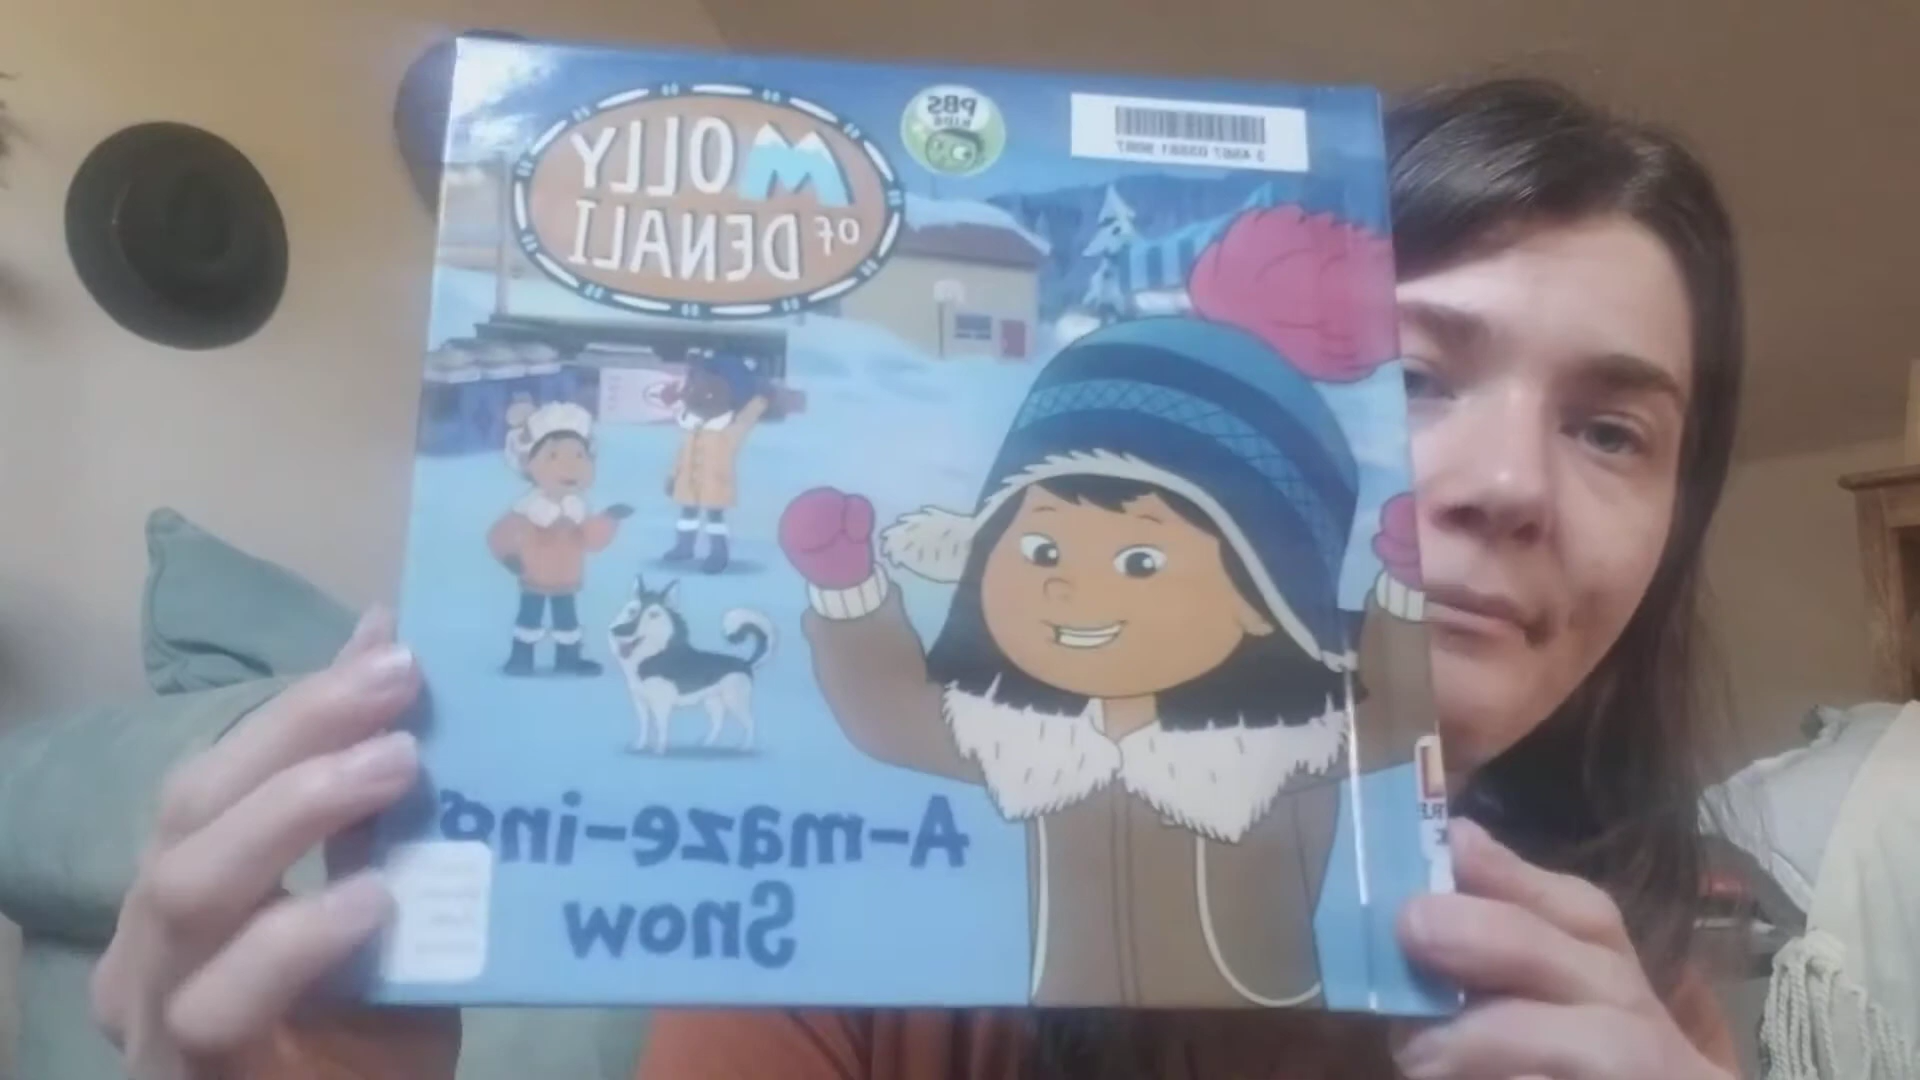 MOLLY
OF DENALI
PBS
KIDS
A-maze-ing
Snow